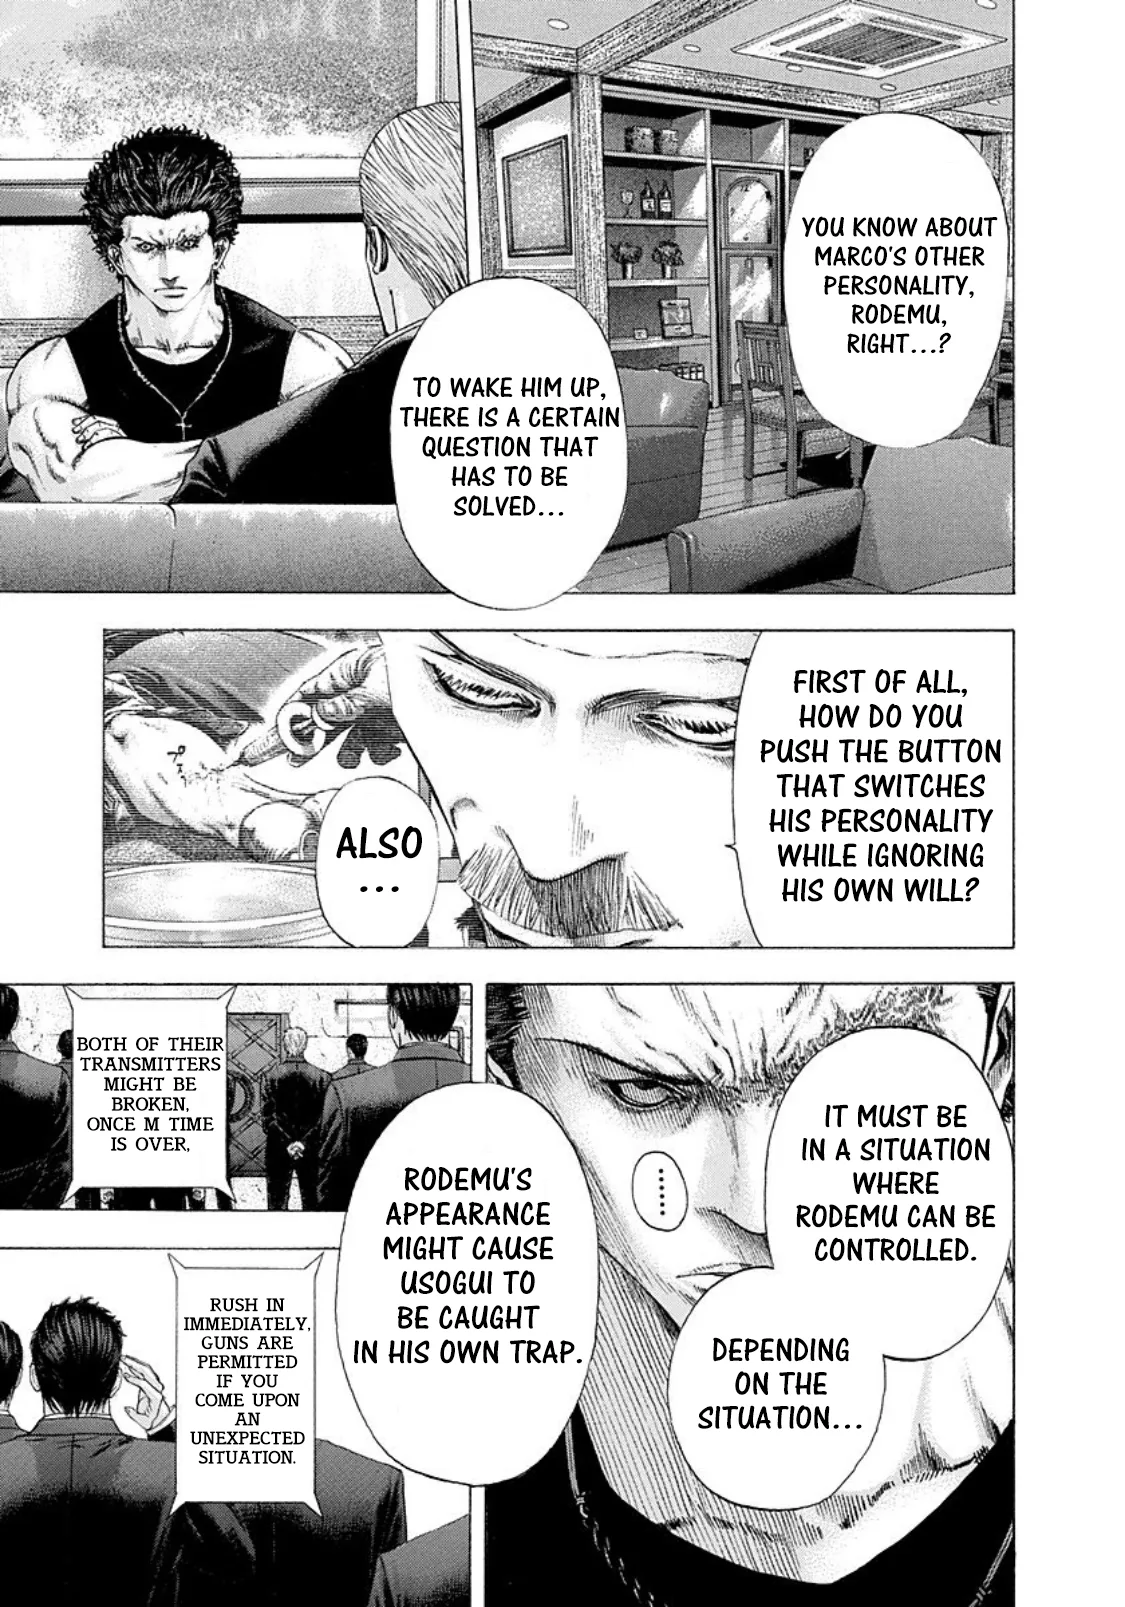 YOU KNOW ABOUT
MARCO'S OTHER
PERSONALITY,
RODEMU,
RIGHT...?
TO WAKE HIM UP,
THERE IS A CERTAIN
QUESTION THAT
HAS TO BE
SOLVED...
FIRST OF ALL,
HOW DO YOU
PUSH THE BUTTON
THAT SWITCHES
HIS PERSONALITY
WHILE IGNORING
HIS OWN WILL?
ALSO
...
IT MUST BE
IN A SITUATION
WHERE
RODEMU CAN BE
CONTROLLED.
......
DEPENDING
ON THE
SITUATION...
RODEMU'S
APPEARANCE
MIGHT CAUSE
USOGUI TO
BE CAUGHT
IN HIS OWN TRAP.
BOTH OF THEIR
TRANSMITTERS
MIGHT BE
BROKEN,
ONCE M TIME
IS OVER,
RUSH IN
IMMEDIATELY,
GUNS ARE
PERMITTED
IF YOU
COME UPON
AN
UNEXPECTED
SITUATION.